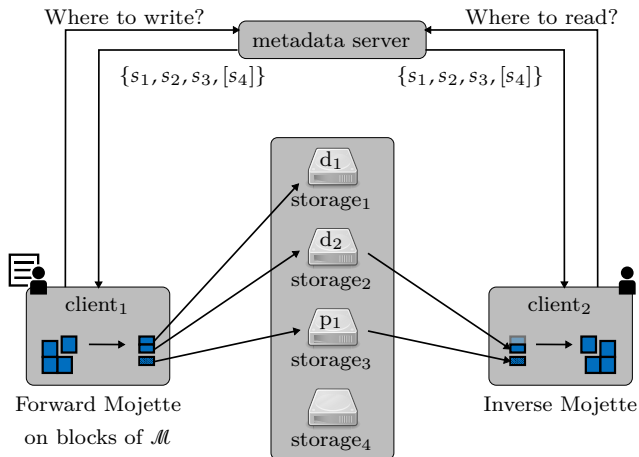 Where to write?
Where to read?
metadata server
{s₁, s₂, s₃, [s₄]}
{s₁, s₂, s₃, [s₄]}
d₁
storage₁
d₂
storage₂
client₁
client₂
p₁
storage₃
Forward Mojette
on blocks of ℳ
Inverse Mojette
storage₄